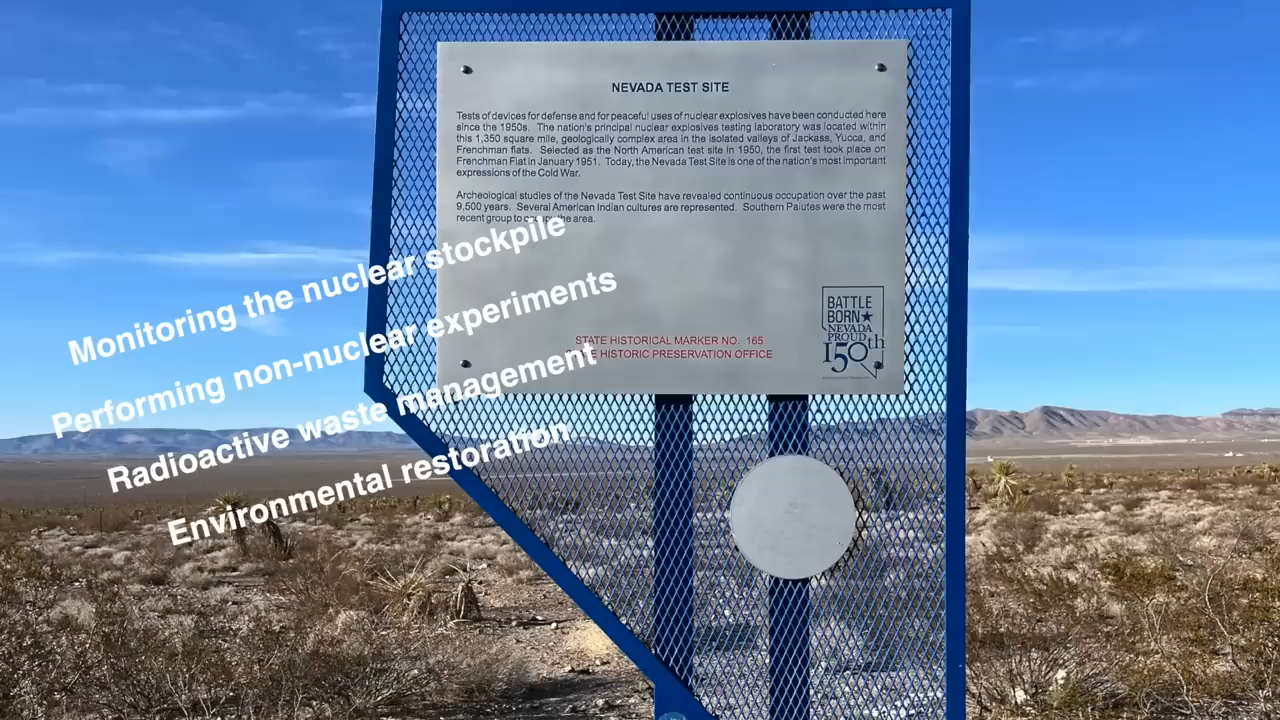 NEVADA TEST SITE
Tests of devices for defense and for peaceful uses of nuclear explosives have been conducted here
since the 1950s. The nation's principal nuclear explosives testing laboratory was located within
this 1,350 square mile, geologically complex area in the isolated valleys of Jackass, Yucca, and
Frenchman flats. Selected as the North American test site in 1950, the first test took place on
Frenchman Flat in January 1951. Today, the Nevada Test Site is one of the nation's most important
expressions of the Cold War.
Archeological studies of the Nevada Test Site have revealed continuous occupation over the past
9,500 years. Several American Indian cultures are represented. Southern Paiutes were the most
recent group to occupy the area.
Monitoring the nuclear stockpile
Performing non-nuclear experiments
Radioactive waste management
Environmental restoration
STATE HISTORICAL MARKER NO. 165
HISTORIC PRESERVATION OFFICE
BATTLE
BORN★
NEVADA
PROUD
150th